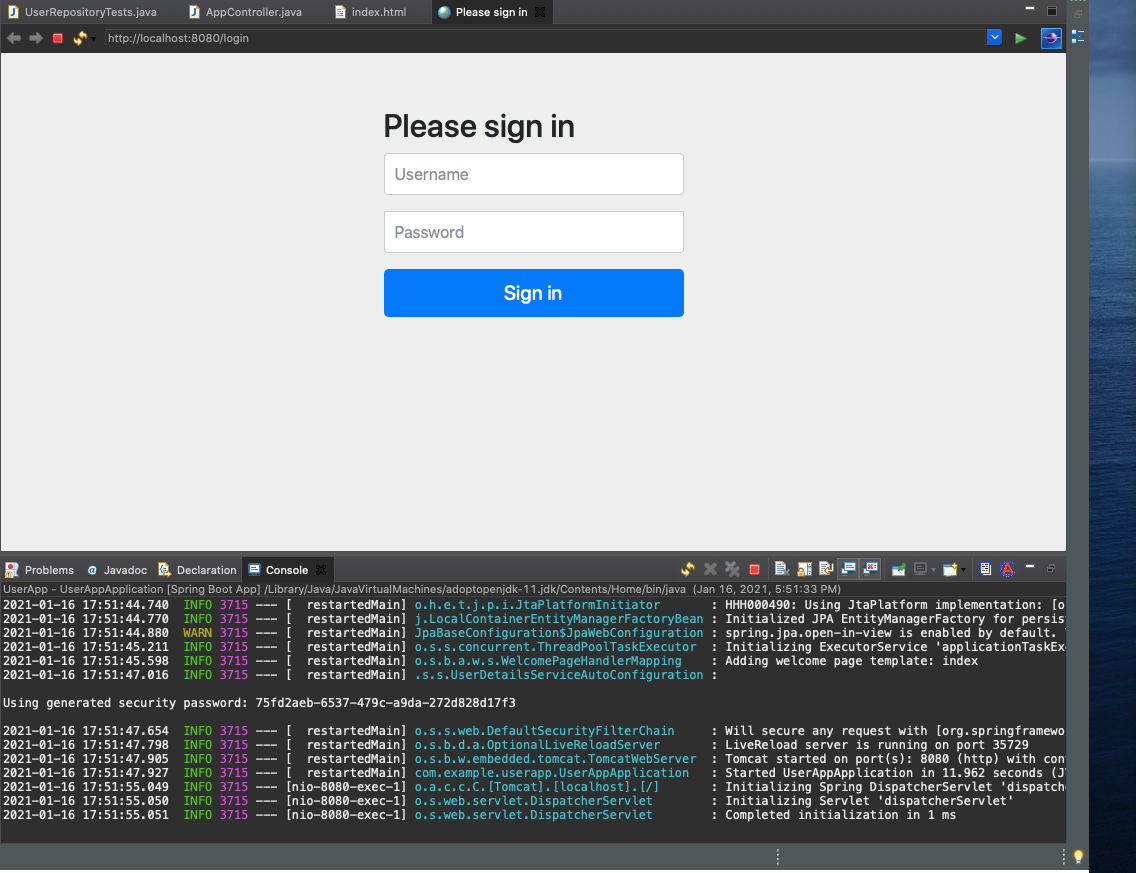 UserRepositoryTests.java AppController.java index.html Please sign in
http://localhost:8080/login
Please sign in
Username
Password
Sign in
Problems Javadoc Declaration Console
UserApp - UserAppApplication [Spring Boot App] /Library/Java/JavaVirtualMachines/adoptopenjdk-11.jdk/Contents/Home/bin/java (Jan 16, 2021, 5:51:33 PM)
2021-01-16 17:51:44.740 INFO 3715 --- [ restartedMain] o.h.e.t.j.p.i.JtaPlatformInitiator : HHH000490: Using JtaPlatform implementation: [o
2021-01-16 17:51:44.770 INFO 3715 --- [ restartedMain] j.LocalContainerEntityManagerFactoryBean : Initialized JPA EntityManagerFactory for persis
2021-01-16 17:51:44.880 WARN 3715 --- [ restartedMain] JpaBaseConfiguration$JpaWebConfiguration : spring.jpa.open-in-view is enabled by default.
2021-01-16 17:51:45.211 INFO 3715 --- [ restartedMain] o.s.s.concurrent.ThreadPoolTaskExecutor : Initializing ExecutorService 'applicationTaskExe
2021-01-16 17:51:45.598 INFO 3715 --- [ restartedMain] o.s.b.a.w.s.WelcomePageHandlerMapping : Adding welcome page template: index
2021-01-16 17:51:47.016 INFO 3715 --- [ restartedMain] .s.s.UserDetailsServiceAutoConfiguration :
Using generated security password: 75fd2aeb-6537-479c-a9da-272d828d17f3
2021-01-16 17:51:47.654 INFO 3715 --- [ restartedMain] o.s.s.web.DefaultSecurityFilterChain : Will secure any request with [org.springframewo
2021-01-16 17:51:47.798 INFO 3715 --- [ restartedMain] o.s.b.d.a.OptionalLiveReloadServer : LiveReload server is running on port 35729
2021-01-16 17:51:47.905 INFO 3715 --- [ restartedMain] o.s.b.w.embedded.tomcat.TomcatWebServer : Tomcat started on port(s): 8080 (http) with con
2021-01-16 17:51:47.927 INFO 3715 --- [ restartedMain] com.example.userapp.UserAppApplication : Started UserAppApplication in 11.962 seconds (J
2021-01-16 17:51:55.049 INFO 3715 --- [nio-8080-exec-1] o.a.c.c.C.[Tomcat].[localhost].[/] : Initializing Spring DispatcherServlet 'dispatch
2021-01-16 17:51:55.050 INFO 3715 --- [nio-8080-exec-1] o.s.web.servlet.DispatcherServlet : Initializing Servlet 'dispatcherServlet'
2021-01-16 17:51:55.051 INFO 3715 --- [nio-8080-exec-1] o.s.web.servlet.DispatcherServlet : Completed initialization in 1 ms